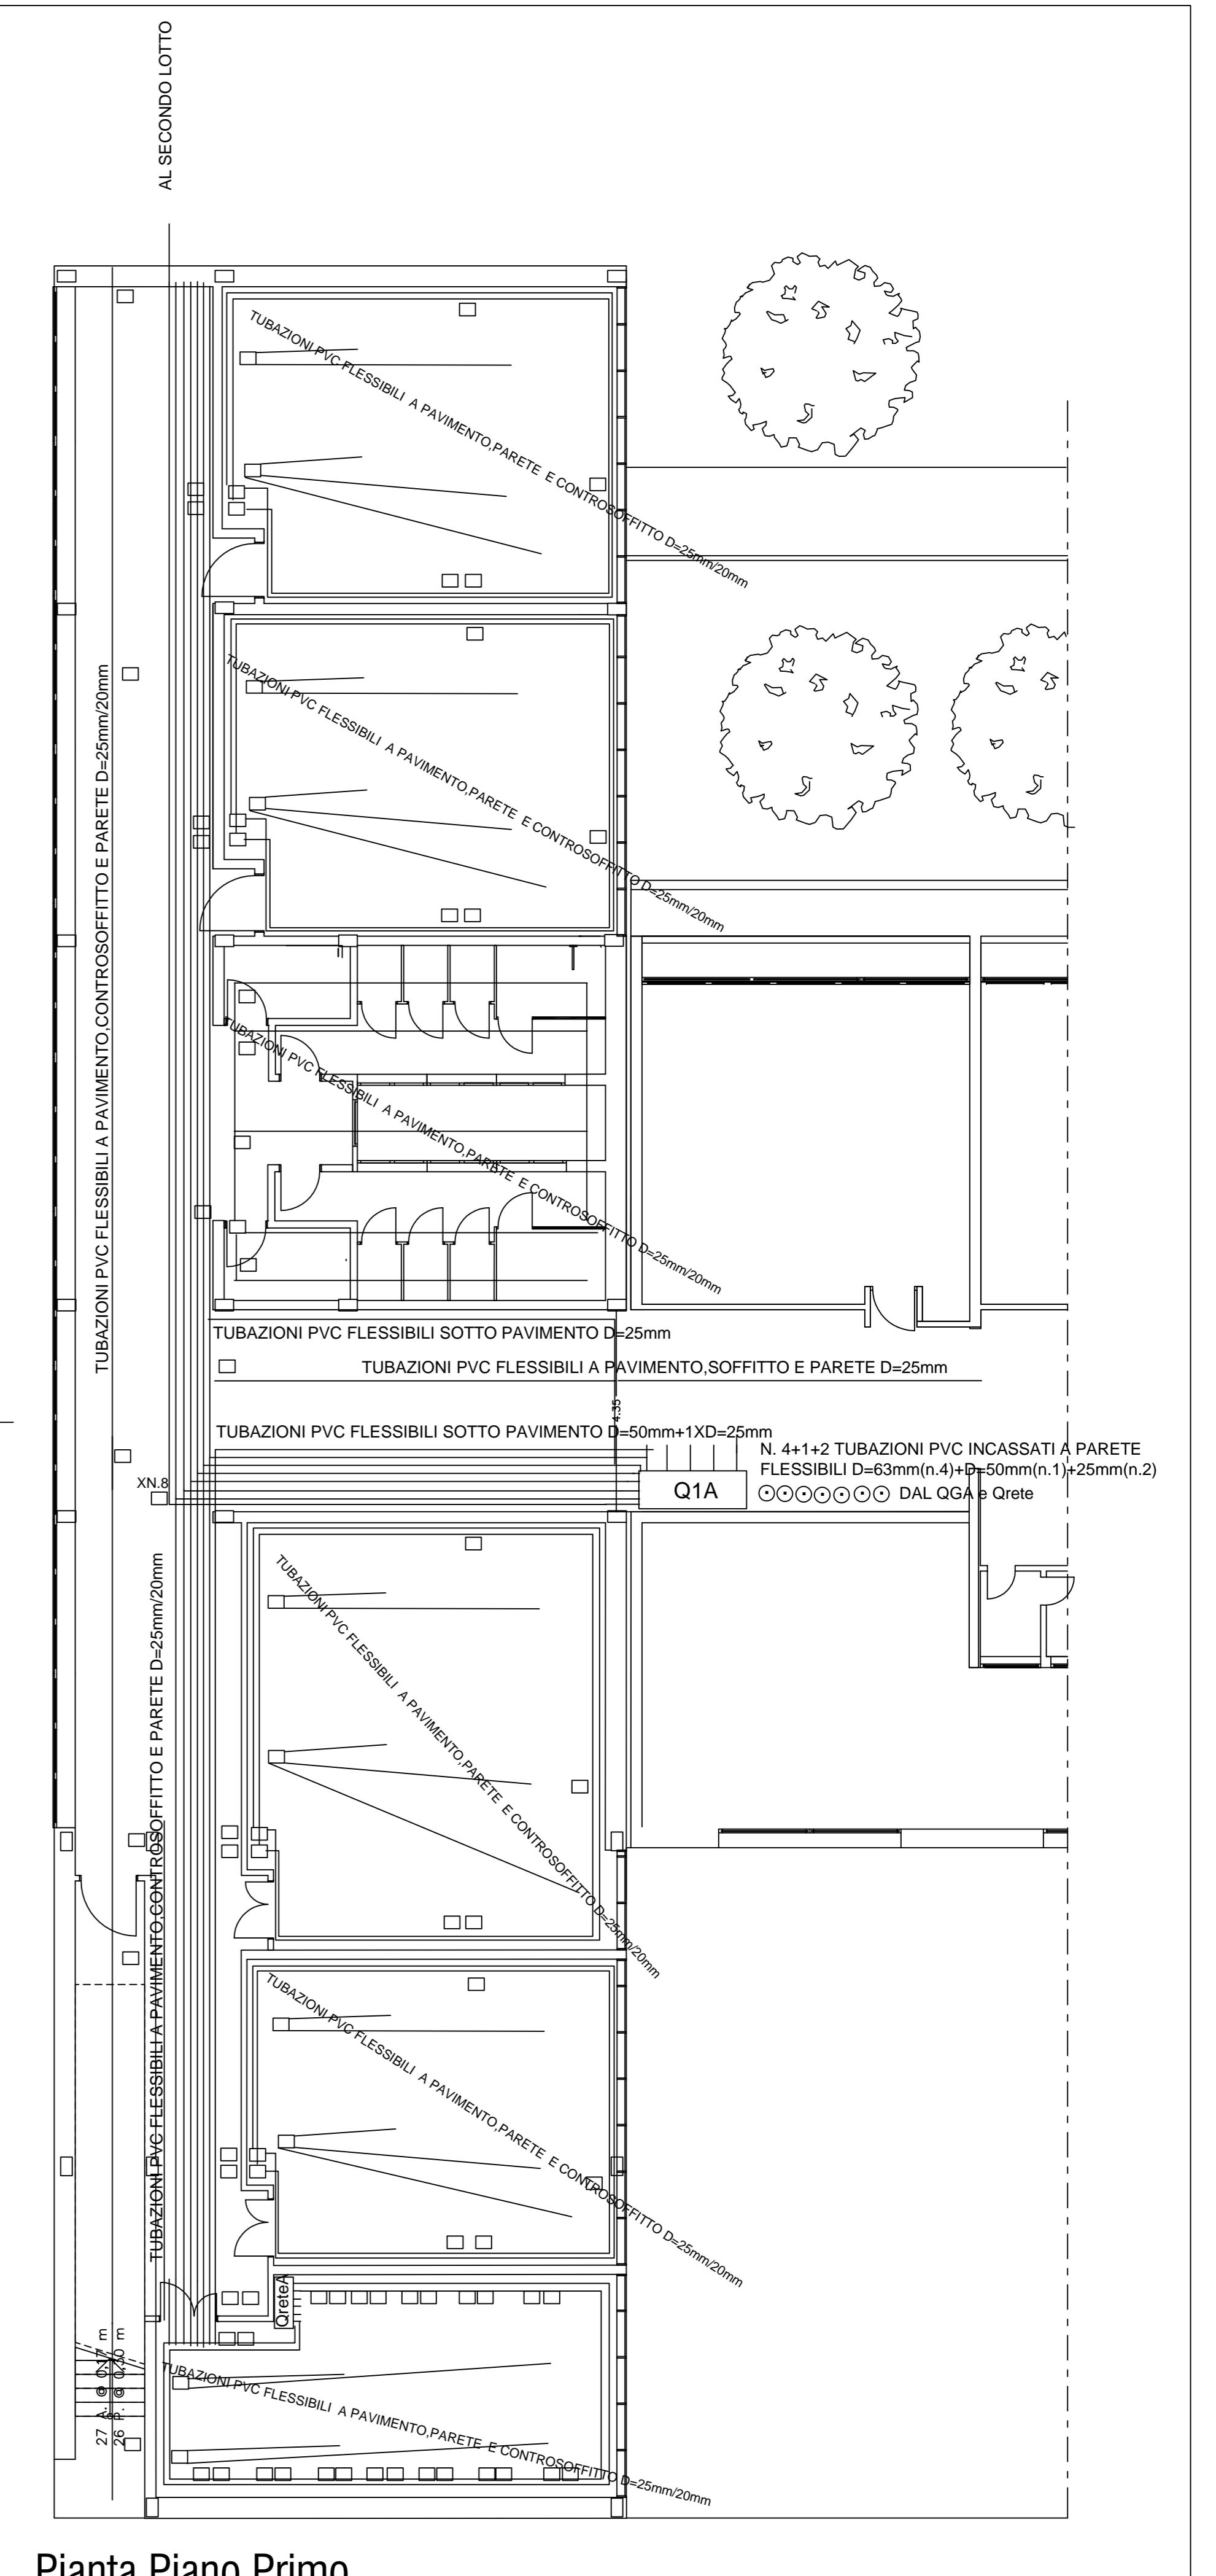 AL SECONDO LOTTO
TUBAZIONI PVC FLESSIBILI A PAVIMENTO,PARETE E CONTROSOFFITTO D=25mm/20mm
TUBAZIONI PVC FLESSIBILI A PAVIMENTO,PARETE E CONTROSOFFITTO D=25mm/20mm
TUBAZIONI PVC FLESSIBILI A PAVIMENTO,CONTROSOFFITTO E PARETE D=25mm/20mm
TUBAZIONI PVC FLESSIBILI A PAVIMENTO,PARETE E CONTROSOFFITTO D=25mm/20mm
TUBAZIONI PVC FLESSIBILI SOTTO PAVIMENTO D=25mm
TUBAZIONI PVC FLESSIBILI A PAVIMENTO,SOFFITTO E PARETE D=25mm
4.35
TUBAZIONI PVC FLESSIBILI SOTTO PAVIMENTO D=50mm+1XD=25mm
N. 4+1+2 TUBAZIONI PVC INCASSATI A PARETE
FLESSIBILI D=63mm(n.4)+D=50mm(n.1)+25mm(n.2)
XN.8
Q1A
DAL QGA e Qrete
TUBAZIONI PVC FLESSIBILI A PAVIMENTO,PARETE E CONTROSOFFITTO D=25mm/20mm
TUBAZIONI PVC FLESSIBILI A PAVIMENTO,CONTROSOFFITTO E PARETE D=25mm/20mm
TUBAZIONI PVC FLESSIBILI A PAVIMENTO,PARETE E CONTROSOFFITTO D=25mm/20mm
QreteA
27 A. @ 0,17 m
26 P. @ 0,30 m
TUBAZIONI PVC FLESSIBILI A PAVIMENTO,PARETE E CONTROSOFFITTO D=25mm/20mm
Pianta Piano Primo